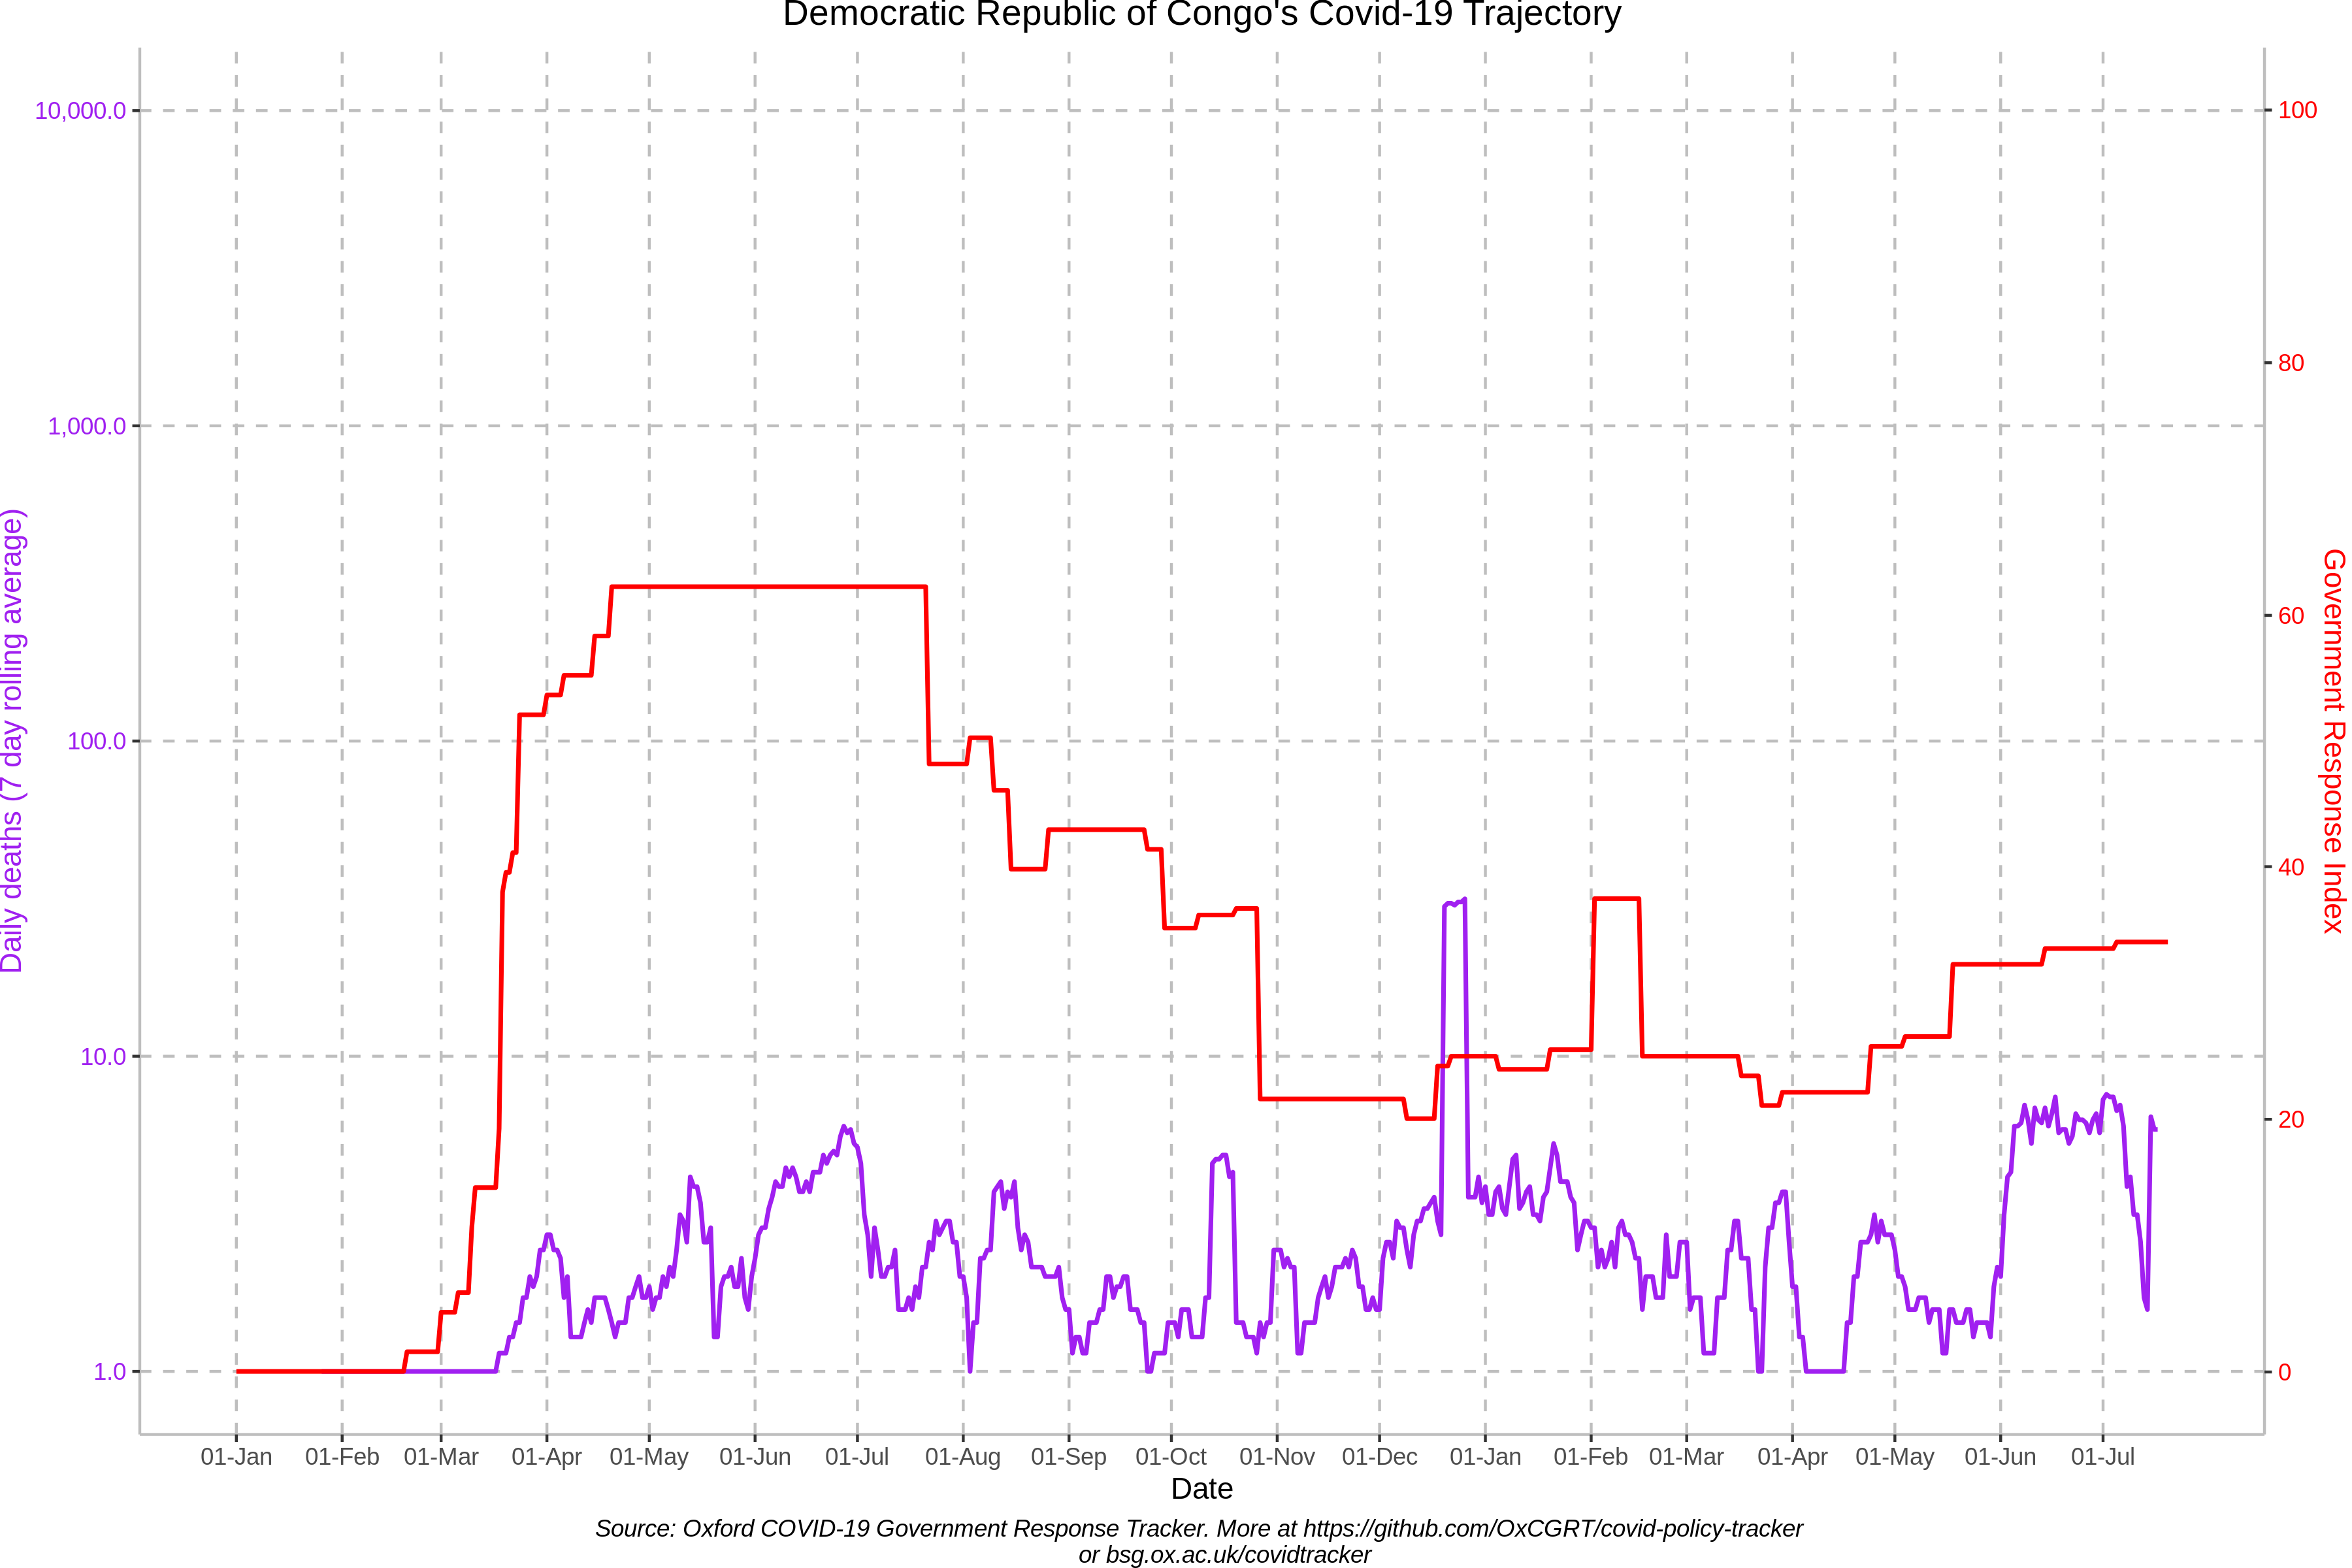 Democratic Republic of Congo's Covid-19 Trajectory
10,000.0
1,000.0
100.0
10.0
1.0
Daily deaths (7 day rolling average)
100
80
60
40
20
0
Government Response Index
01-Jan 01-Feb 01-Mar 01-Apr 01-May 01-Jun 01-Jul 01-Aug 01-Sep 01-Oct 01-Nov 01-Dec 01-Jan 01-Feb 01-Mar 01-Apr 01-May 01-Jun 01-Jul
Date
Source: Oxford COVID-19 Government Response Tracker. More at https://github.com/OxCGRT/covid-policy-tracker
or bsg.ox.ac.uk/covidtracker